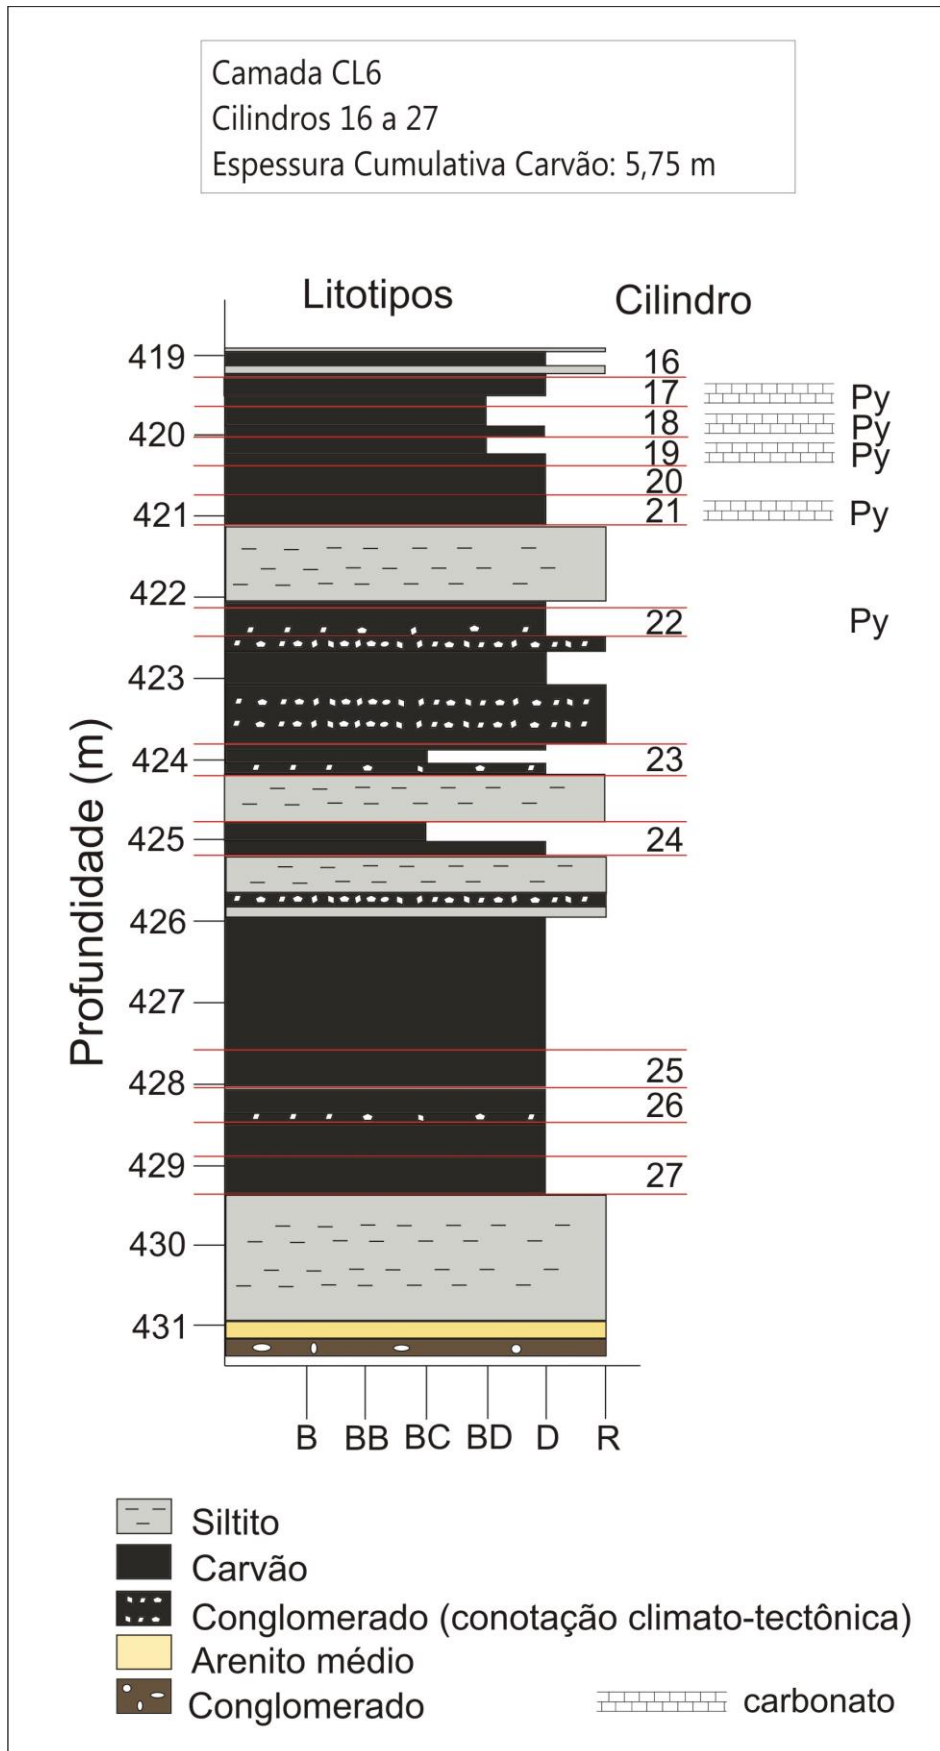 Camada CL6
Cilindros 16 a 27
Espessura Cumulativa Carvão: 5,75 m
Litotipos
Cilindro
Profundidade (m)
419
16
17
Py
420
18
Py
19
Py
20
421
21
Py
422
22
Py
423
424
23
425
24
426
427
428
25
26
429
27
430
431
B BB BC BD D R
Siltito
Carvão
Conglomerado (conotação climato-tectônica)
Arenito médio
Conglomerado
carbonato